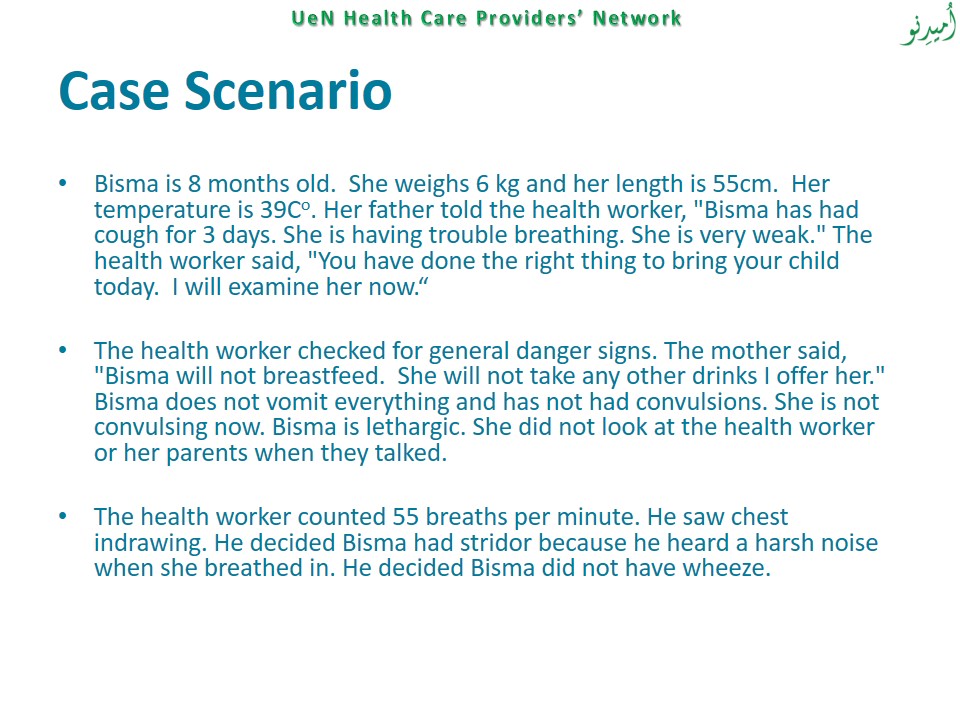 UeN Health Care Providers’ Network
اُمیدِنو
Case Scenario
• Bisma is 8 months old.  She weighs 6 kg and her length is 55cm.  Her
temperature is 39Cº. Her father told the health worker, "Bisma has had
cough for 3 days. She is having trouble breathing. She is very weak." The
health worker said, "You have done the right thing to bring your child
today.  I will examine her now.“
• The health worker checked for general danger signs. The mother said,
"Bisma will not breastfeed.  She will not take any other drinks I offer her."
Bisma does not vomit everything and has not had convulsions. She is not
convulsing now. Bisma is lethargic. She did not look at the health worker
or her parents when they talked.
• The health worker counted 55 breaths per minute. He saw chest
indrawing. He decided Bisma had stridor because he heard a harsh noise
when she breathed in. He decided Bisma did not have wheeze.